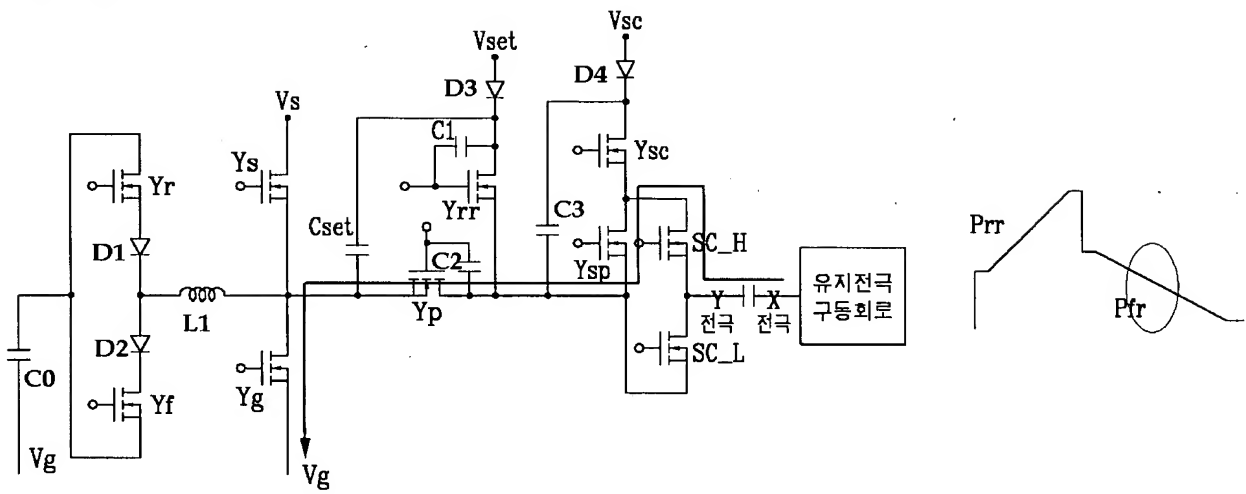 Vsc
Vset
D4
D3
Vs
C1
Ysc
Ys
Yr
Yrr
C3
Cset
SC_H
D1
C2
Ysp
유지전극
구동회로
L1
Yp
Y
전극
X
전극
D2
SC_L
C0
Yg
Yf
Vg
Vg
Prr
Pfr